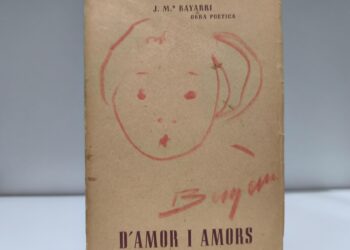 J. M.ª BAYARRI
OBRA POÈTICA
D'AMOR I AMORS